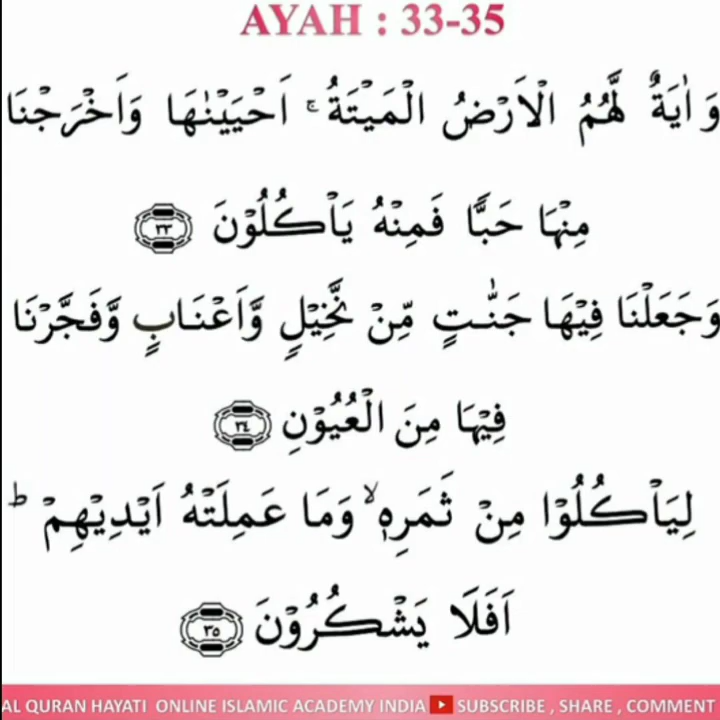 AYAH : 33-35
وَاٰيَةٌ لَّهُمُ الْاَرْضُ الْمَيْتَةُ ۚ اَحْيَيْنٰهَا وَاَخْرَجْنَا
مِنْهَا حَبًّا فَمِنْهُ يَاْكُلُوْنَ ٣٣
وَجَعَلْنَا فِيْهَا جَنّٰتٍ مِّنْ نَّخِيْلٍ وَّاَعْنَابٍ وَّفَجَّرْنَا
فِيْهَا مِنَ الْعُيُوْنِ ٣٤
لِيَاْكُلُوْا مِنْ ثَمَرِهٖ ۙ وَمَا عَمِلَتْهُ اَيْدِيْهِمْ ؕ
اَفَلَا يَشْكُرُوْنَ ٣٥
AL QURAN HAYATI ONLINE ISLAMIC ACADEMY INDIA SUBSCRIBE , SHARE , COMMENT